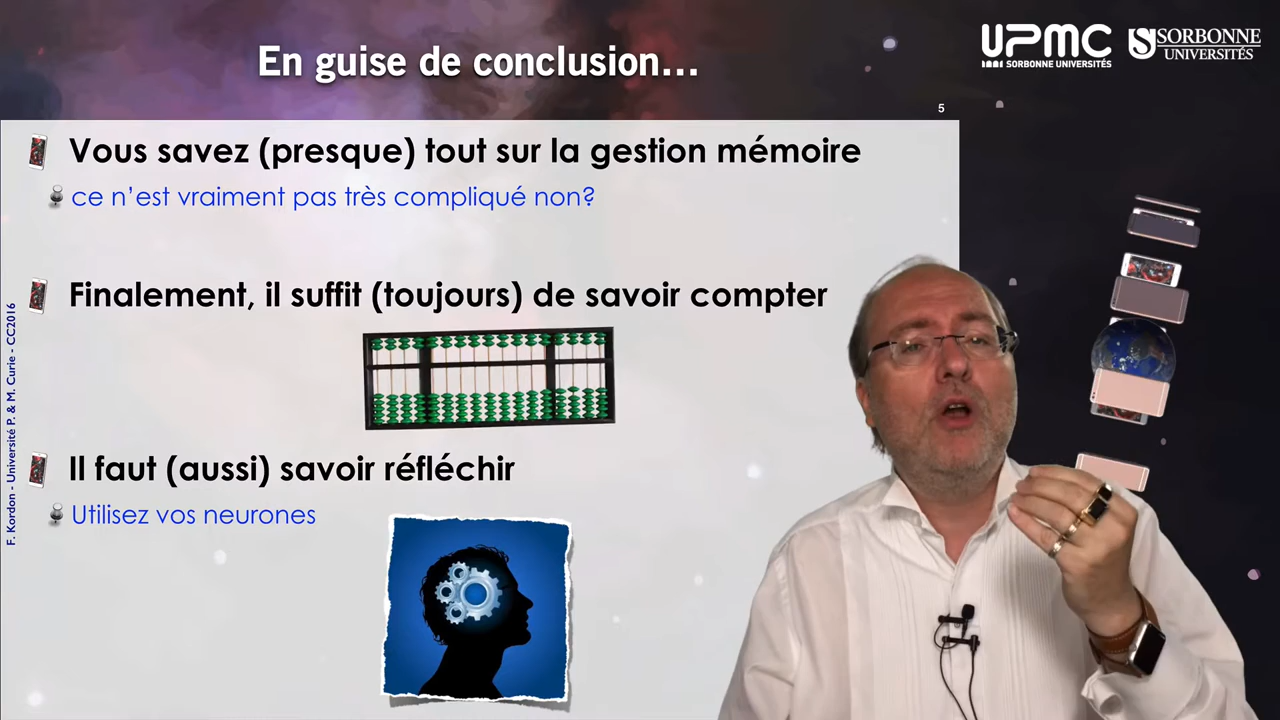 En guise de conclusion...
UPMC
SORBONNE UNIVERSITÉS
SORBONNE
UNIVERSITÉS
5
Vous savez (presque) tout sur la gestion mémoire
ce n'est vraiment pas très compliqué non?
Finalement, il suffit (toujours) de savoir compter
Il faut (aussi) savoir réfléchir
Utilisez vos neurones
F. Kordon - Université P. & M. Curie - CC2016